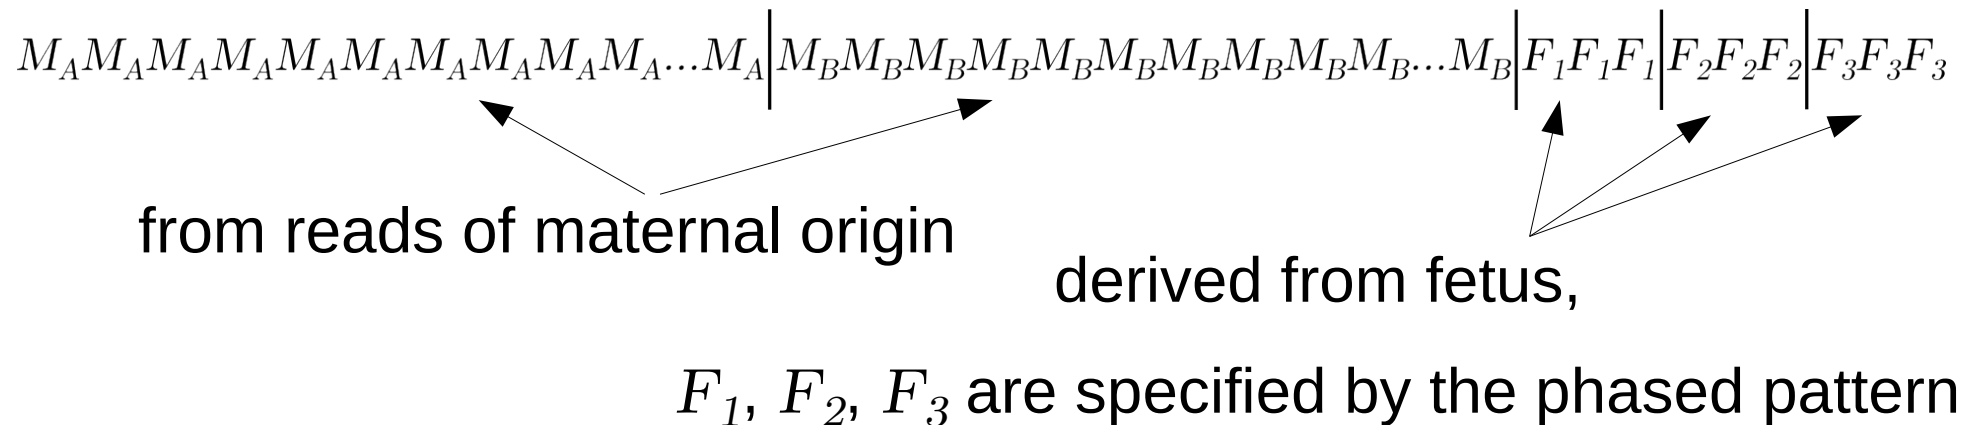 M_AM_AM_AM_AM_AM_AM_AM_AM_AM_A...M_A|M_BM_BM_BM_BM_BM_BM_BM_BM_BM_B...M_B|F_1F_1F_1|F_2F_2F_2|F_3F_3F_3
from reads of maternal origin
derived from fetus,
F_1, F_2, F_3 are specified by the phased pattern